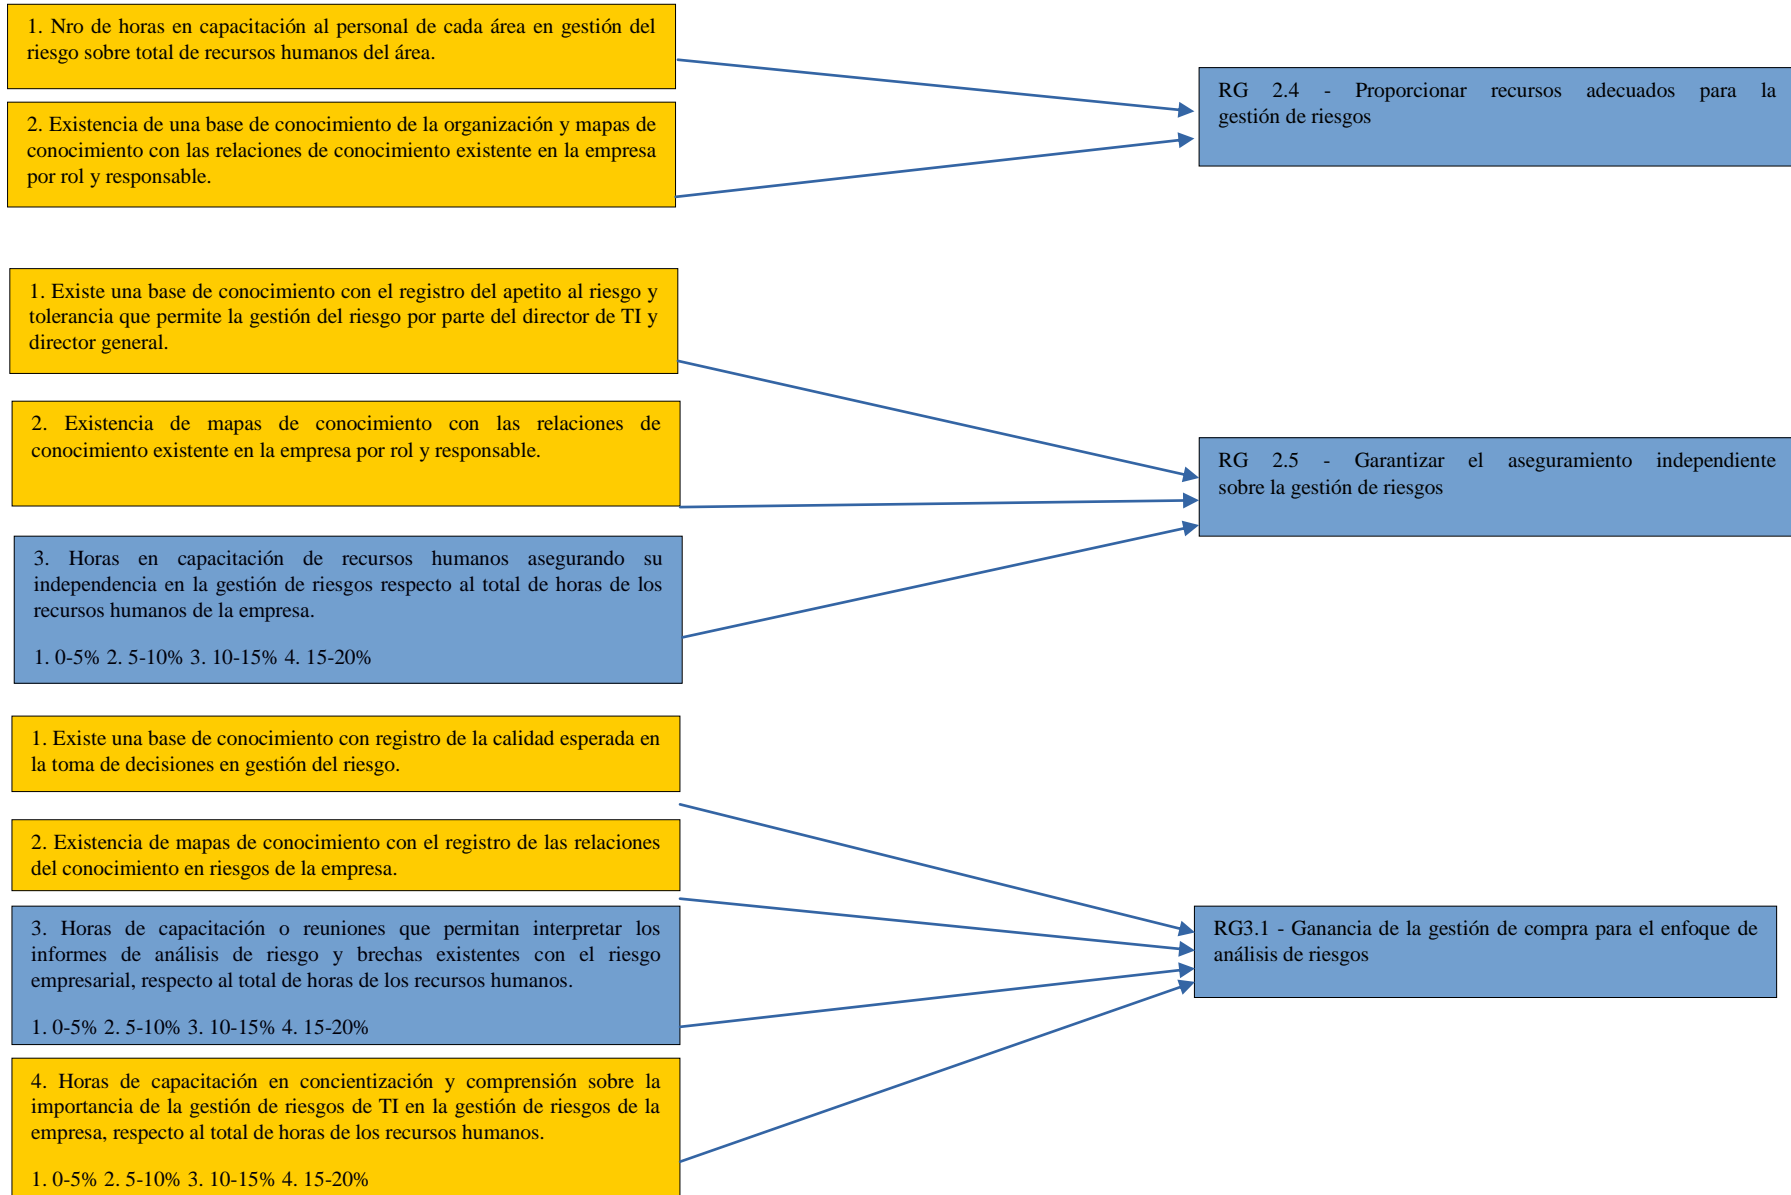 1. Nro de horas en capacitación al personal de cada área en gestión del
riesgo sobre total de recursos humanos del área.
2. Existencia de una base de conocimiento de la organización y mapas de
conocimiento con las relaciones de conocimiento existente en la empresa
por rol y responsable.
RG 2.4 - Proporcionar recursos adecuados para la
gestión de riesgos
1. Existe una base de conocimiento con el registro del apetito al riesgo y
tolerancia que permite la gestión del riesgo por parte del director de TI y
director general.
2. Existencia de mapas de conocimiento con las relaciones de
conocimiento existente en la empresa por rol y responsable.
3. Horas en capacitación de recursos humanos asegurando su
independencia en la gestión de riesgos respecto al total de horas de los
recursos humanos de la empresa.
1. 0-5% 2. 5-10% 3. 10-15% 4. 15-20%
RG 2.5 - Garantizar el aseguramiento independiente
sobre la gestión de riesgos
1. Existe una base de conocimiento con registro de la calidad esperada en
la toma de decisiones en gestión del riesgo.
2. Existencia de mapas de conocimiento con el registro de las relaciones
del conocimiento en riesgos de la empresa.
3. Horas de capacitación o reuniones que permitan interpretar los
informes de análisis de riesgo y brechas existentes con el riesgo
empresarial, respecto al total de horas de los recursos humanos.
1. 0-5% 2. 5-10% 3. 10-15% 4. 15-20%
4. Horas de capacitación en concientización y comprensión sobre la
importancia de la gestión de riesgos de TI en la gestión de riesgos de la
empresa, respecto al total de horas de los recursos humanos.
1. 0-5% 2. 5-10% 3. 10-15% 4. 15-20%
RG3.1 - Ganancia de la gestión de compra para el enfoque de
análisis de riesgos